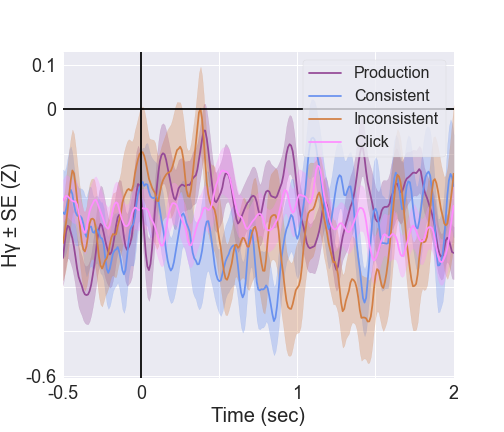 0.1
0
-0.6
Hγ ± SE (Z)
Production
Consistent
Inconsistent
Click
-0.5
0
1
2
Time (sec)